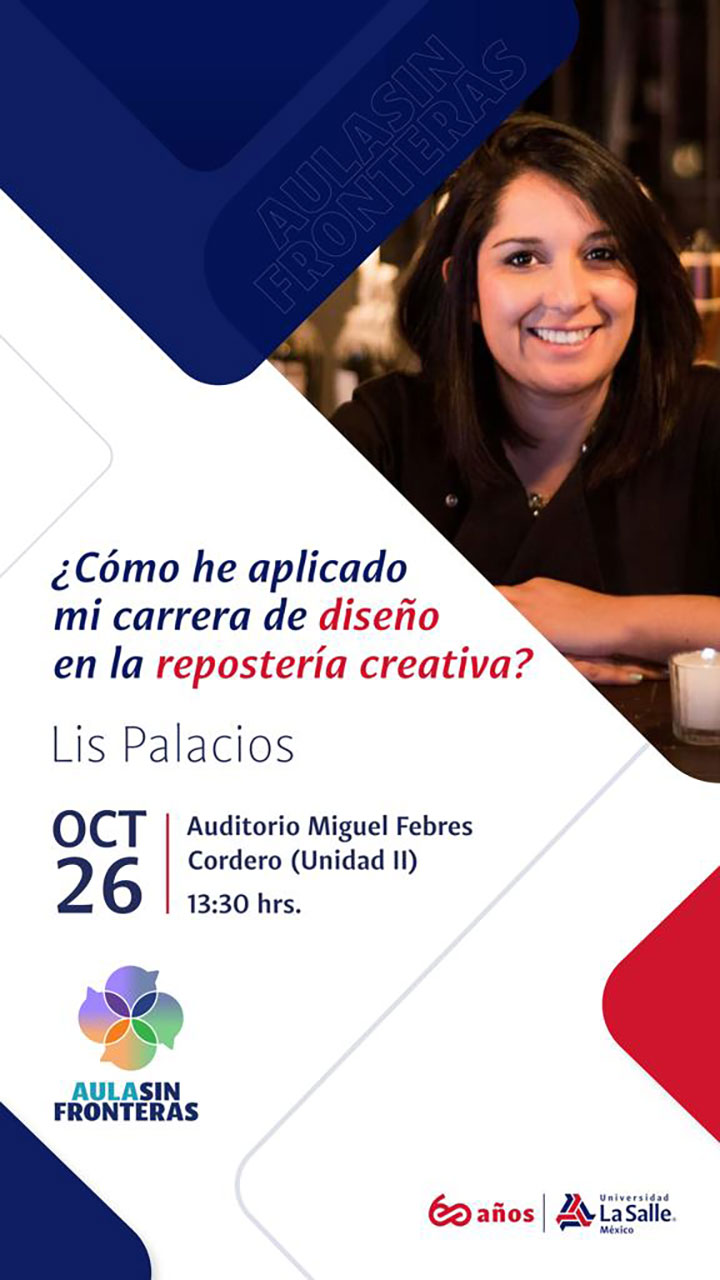 AULASIN
FRONTERAS
¿Cómo he aplicado
mi carrera de diseño
en la repostería creativa?
Lis Palacios
OCT
26
Auditorio Miguel Febres
Cordero (Unidad II)
13:30 hrs.
AULASIN
FRONTERAS
60 años
Universidad
La Salle®
México